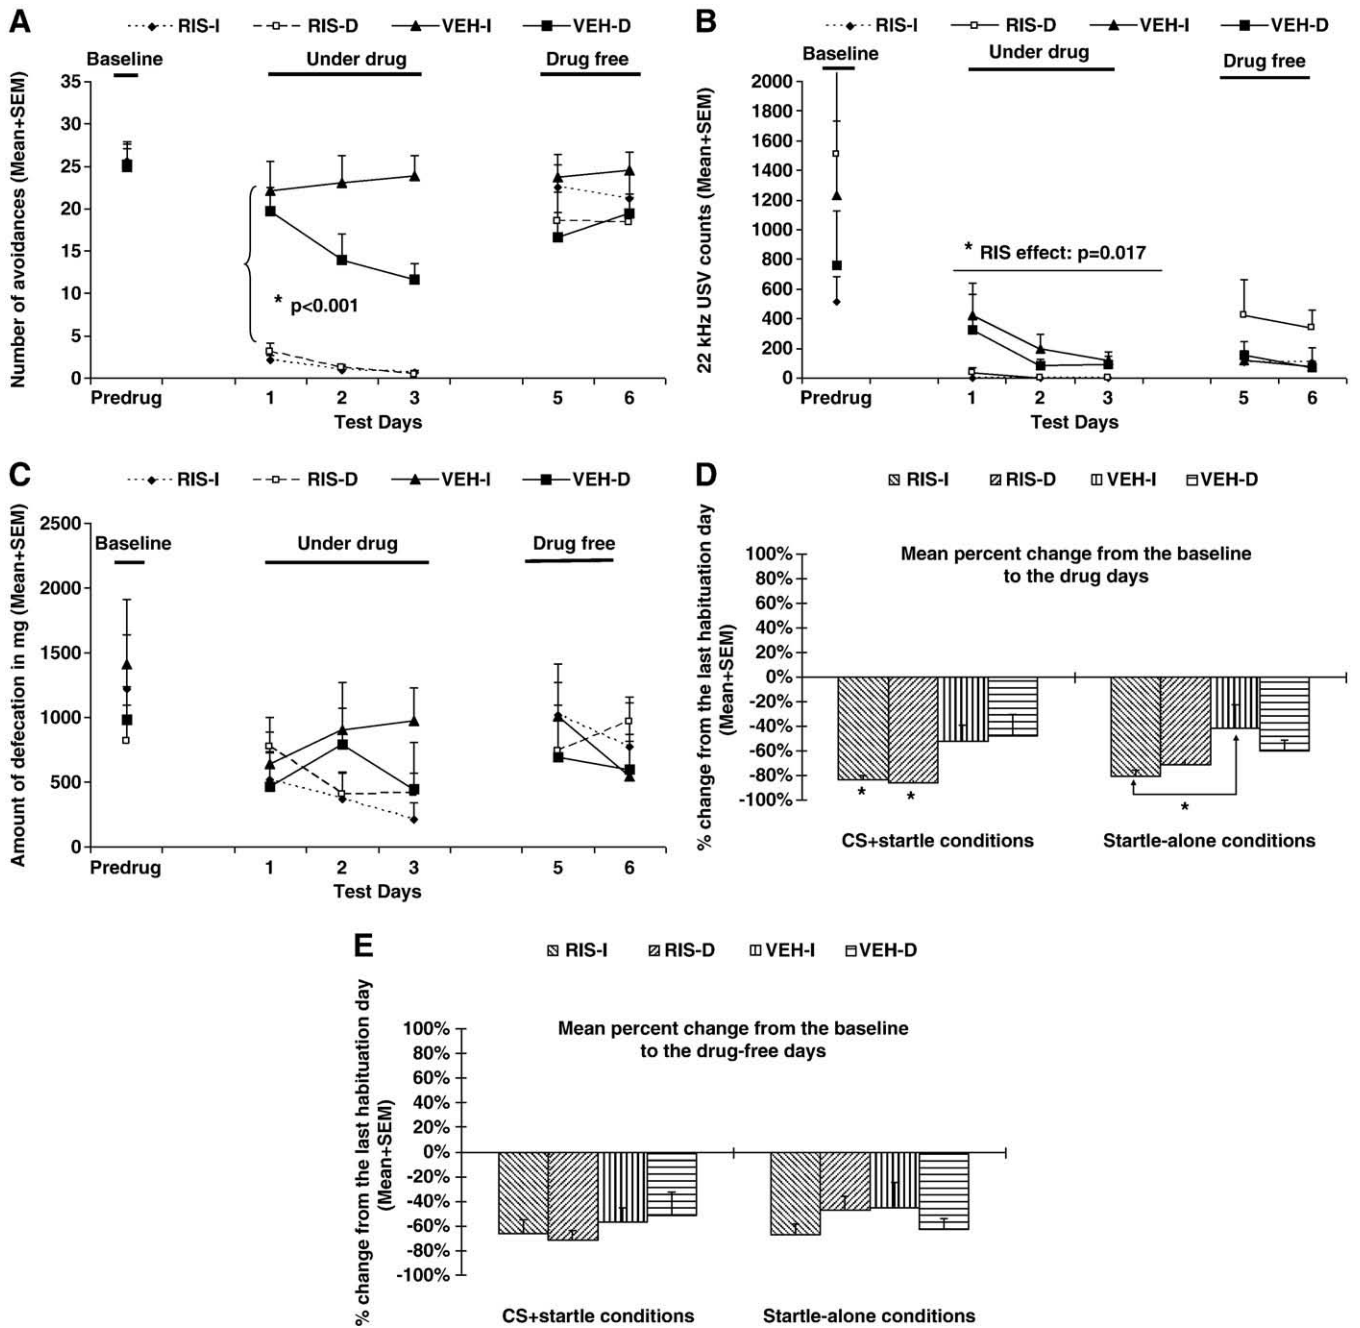 A
RIS-I RIS-D VEH-I VEH-D
Baseline Under drug Drug free
Number of avoidances (Mean+SEM)
35
30
25
20
15
10
5
0
* p<0.001
Predrug 1 2 3 5 6
Test Days
B
RIS-I RIS-D VEH-I VEH-D
Baseline Under drug Drug free
22 kHz USV counts (Mean+SEM)
2000
1800
1600
1400
1200
1000
800
600
400
200
0
* RIS effect: p=0.017
Predrug 1 2 3 5 6
Test Days
C
RIS-I RIS-D VEH-I VEH-D
Baseline Under drug Drug free
Amount of defecation in mg (Mean+SEM)
2500
2000
1500
1000
500
0
Predrug 1 2 3 5 6
Test Days
D
RIS-I RIS-D VEH-I VEH-D
Mean percent change from the baseline
to the drug days
% change from the last habituation day
(Mean+SEM)
100%
80%
60%
40%
20%
0%
-20%
-40%
-60%
-80%
-100%
* * *
CS+startle conditions Startle-alone conditions
E
RIS-I RIS-D VEH-I VEH-D
Mean percent change from the baseline
to the drug-free days
% change from the last habituation day
(Mean+SEM)
100%
80%
60%
40%
20%
0%
-20%
-40%
-60%
-80%
-100%
CS+startle conditions Startle-alone conditions